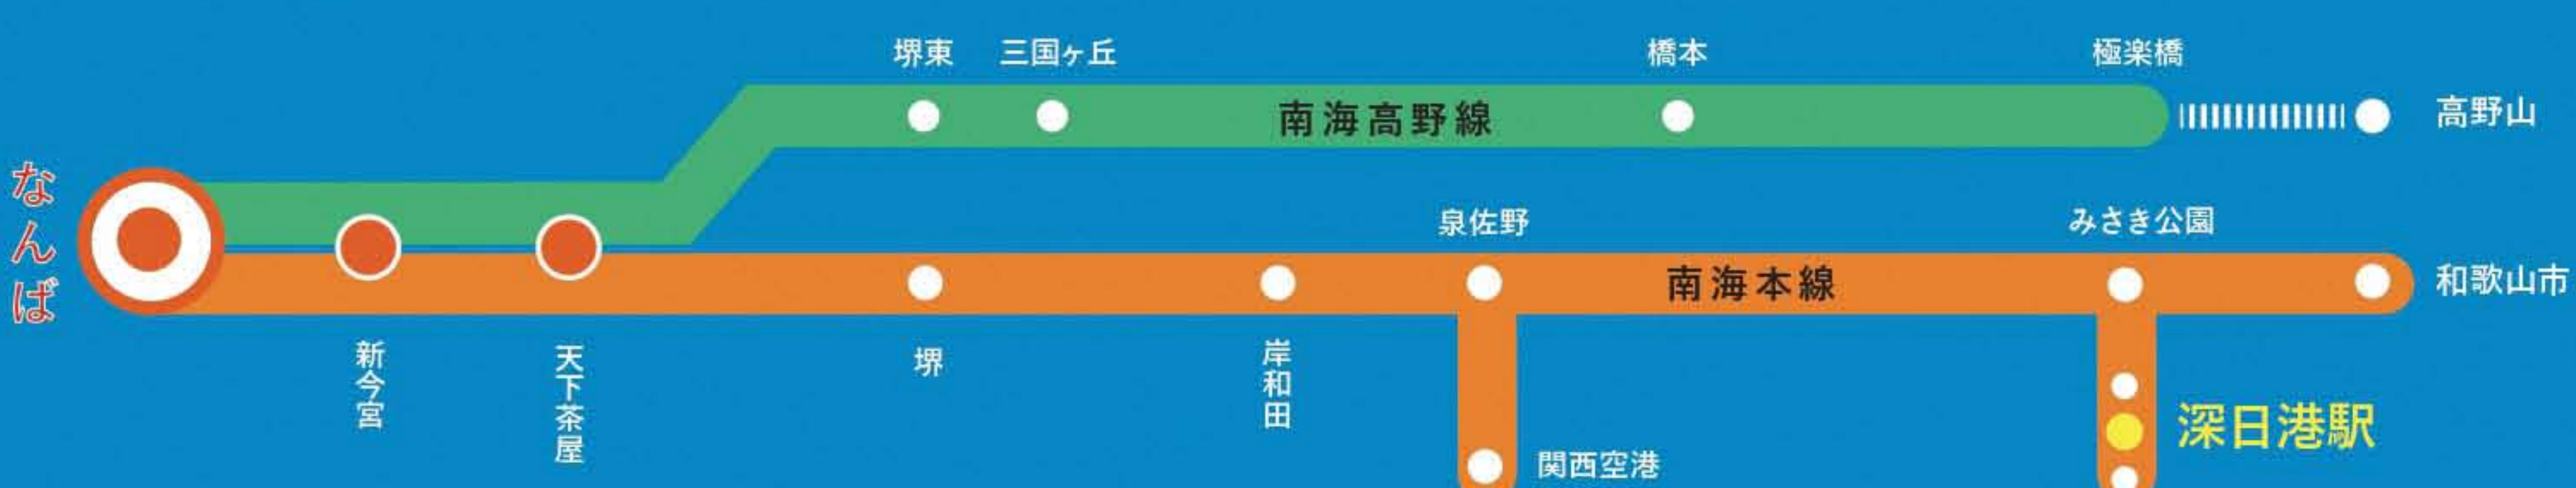 堺東
三国ヶ丘
橋本
極楽橋
南海高野線
高野山
なんば
泉佐野
みさき公園
南海本線
和歌山市
新今宮
天下茶屋
堺
岸和田
深日港駅
関西空港